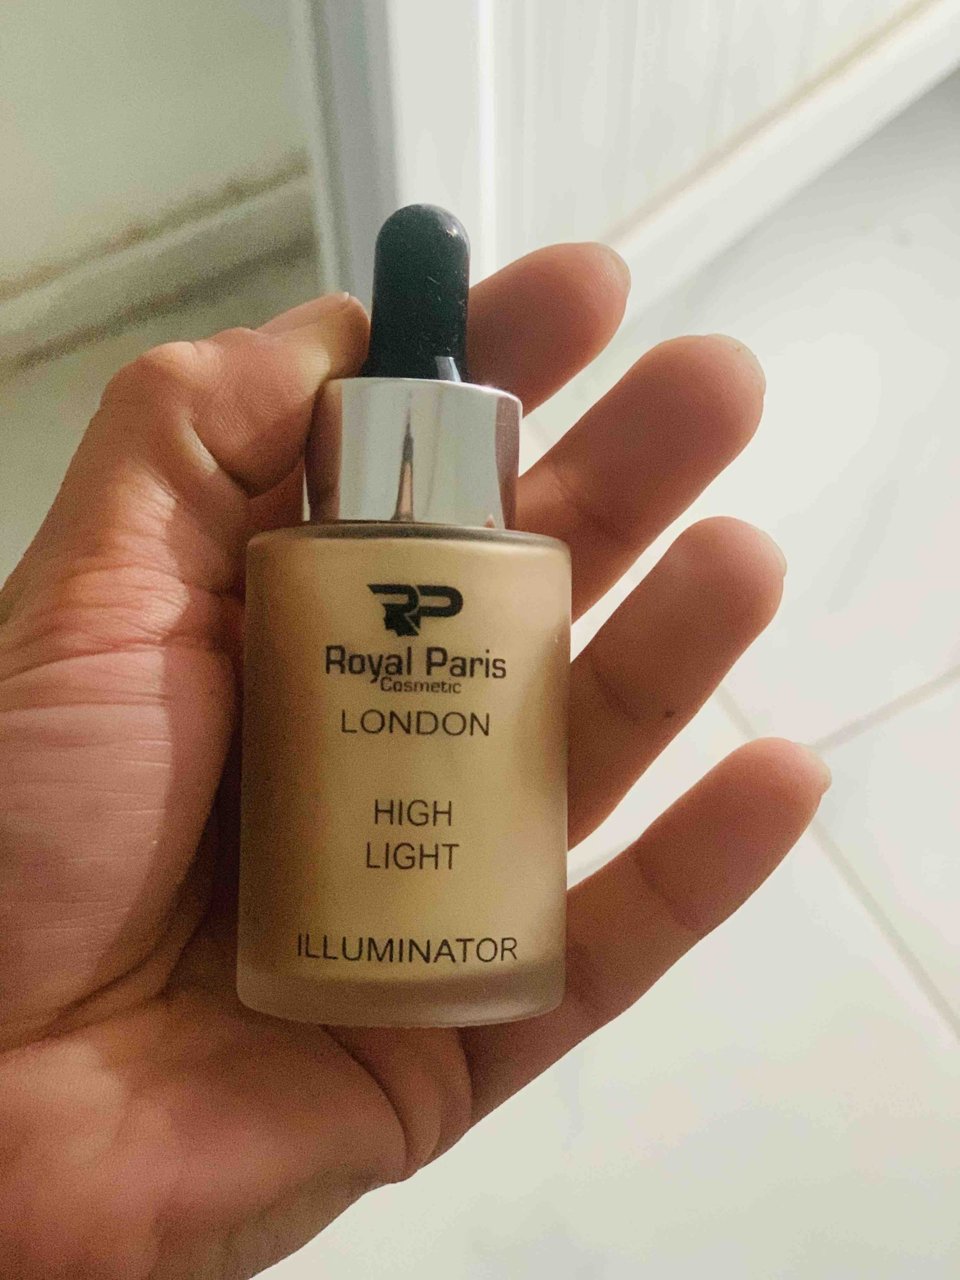 RP
Royal Paris
Cosmetic
LONDON
HIGH
LIGHT
ILLUMINATOR